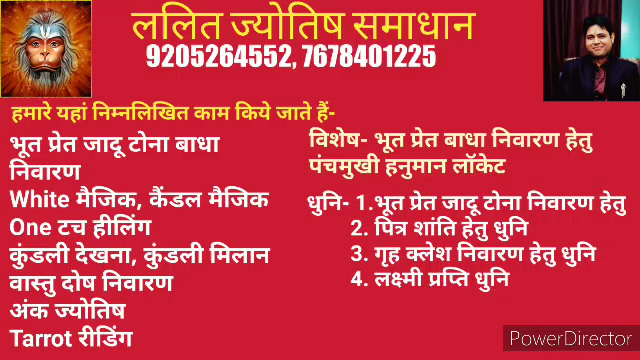 ललित ज्योतिष समाधान
9205264552, 7678401225
हमारे यहां निम्नलिखित काम किये जाते हैं-
भूत प्रेत जादू टोना बाधा
निवारण
White मैजिक, कैंडल मैजिक
One टच हीलिंग
कुंडली देखना, कुंडली मिलान
वास्तु दोष निवारण
अंक ज्योतिष
Tarrot रीडिंग
विशेष- भूत प्रेत बाधा निवारण हेतु
पंचमुखी हनुमान लॉकेट
धुनि- 1.भूत प्रेत जादू टोना निवारण हेतु
2. पित्र शांति हेतु धुनि
3. गृह क्लेश निवारण हेतु धुनि
4. लक्ष्मी प्रप्ति धुनि
PowerDirector